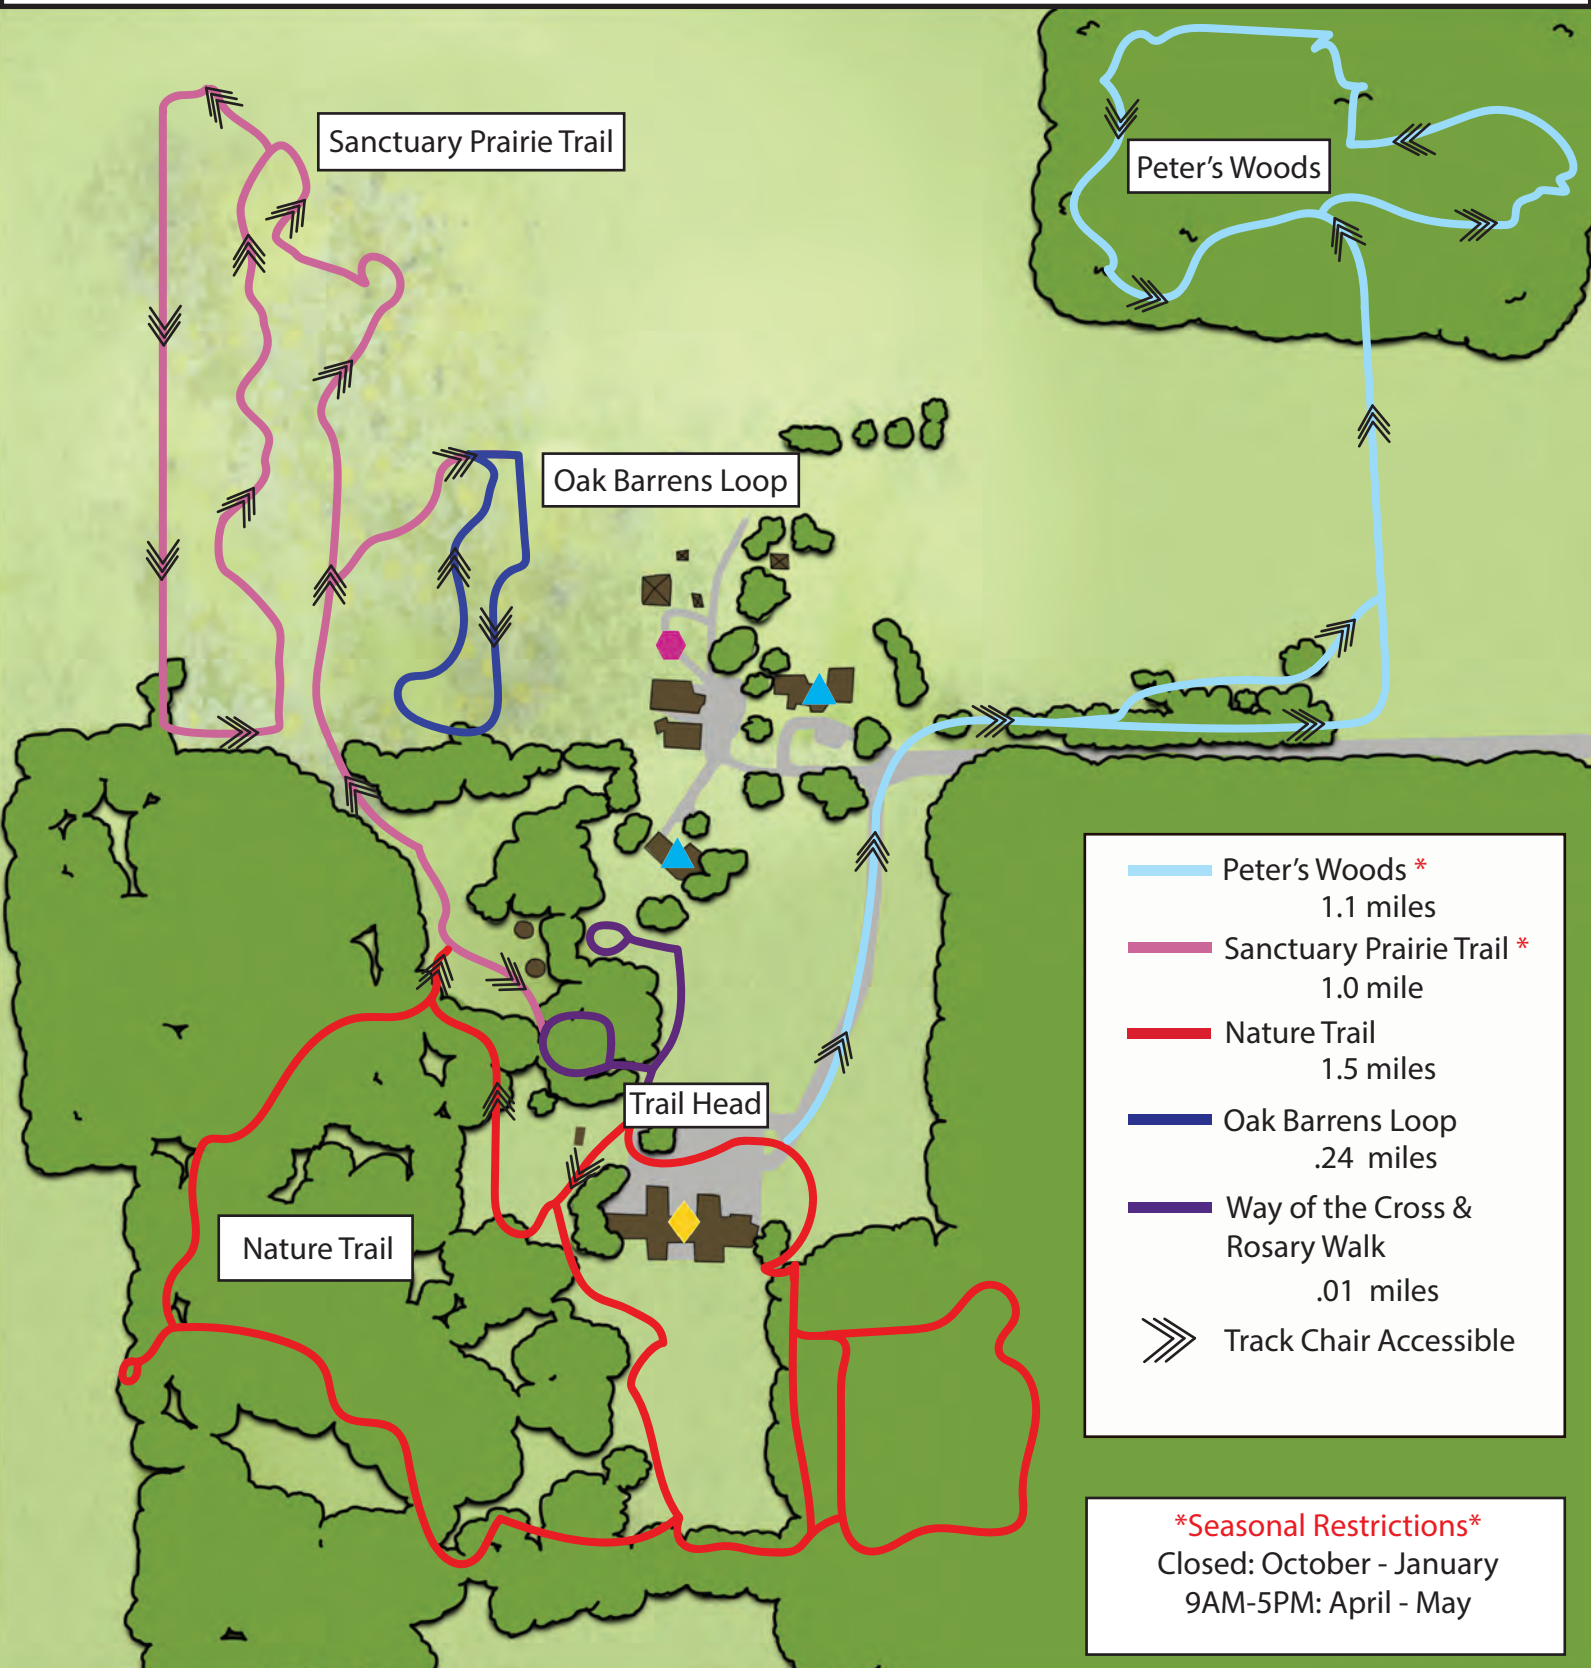 Sanctuary Prairie Trail
Peter's Woods
Oak Barrens Loop
Trail Head
Nature Trail
Peter's Woods *
1.1 miles
Sanctuary Prairie Trail *
1.0 mile
Nature Trail
1.5 miles
Oak Barrens Loop
.24 miles
Way of the Cross &
Rosary Walk
.01 miles
Track Chair Accessible
*Seasonal Restrictions*
Closed: October - January
9AM-5PM: April - May